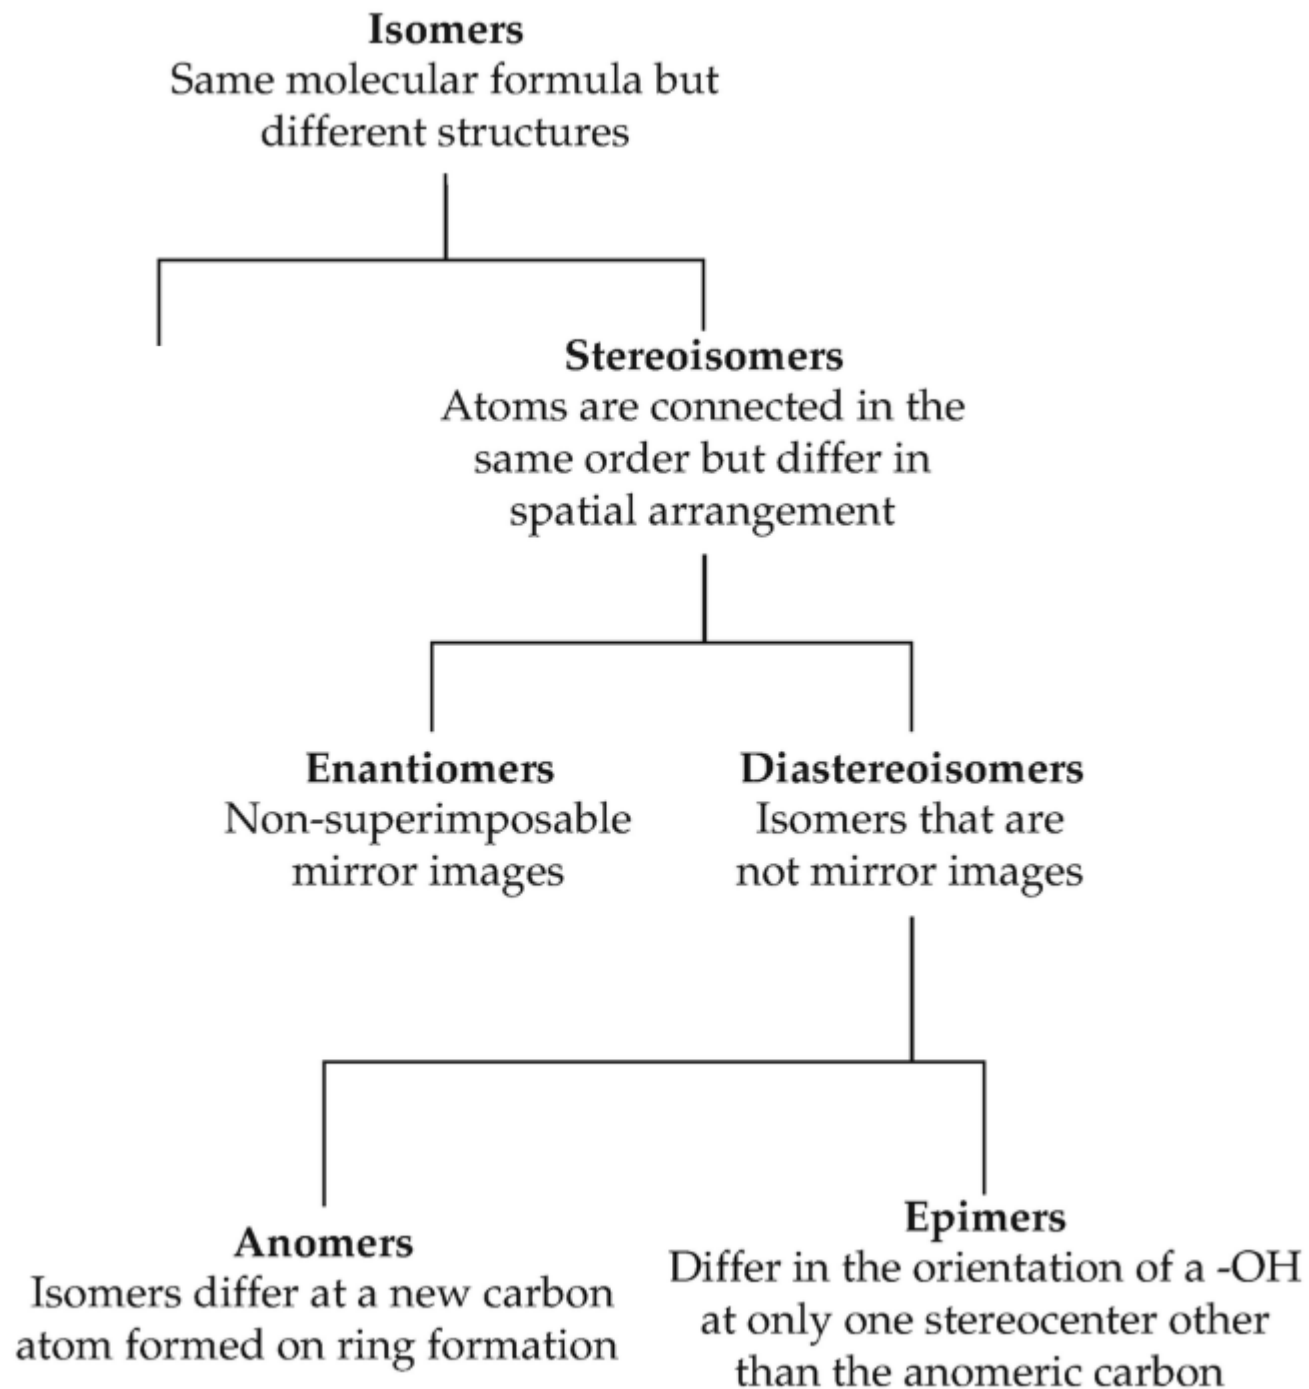 Isomers
Same molecular formula but
different structures
Stereoisomers
Atoms are connected in the
same order but differ in
spatial arrangement
Enantiomers
Non-superimposable
mirror images
Diastereoisomers
Isomers that are
not mirror images
Anomers
Isomers differ at a new carbon
atom formed on ring formation
Epimers
Differ in the orientation of a -OH
at only one stereocenter other
than the anomeric carbon